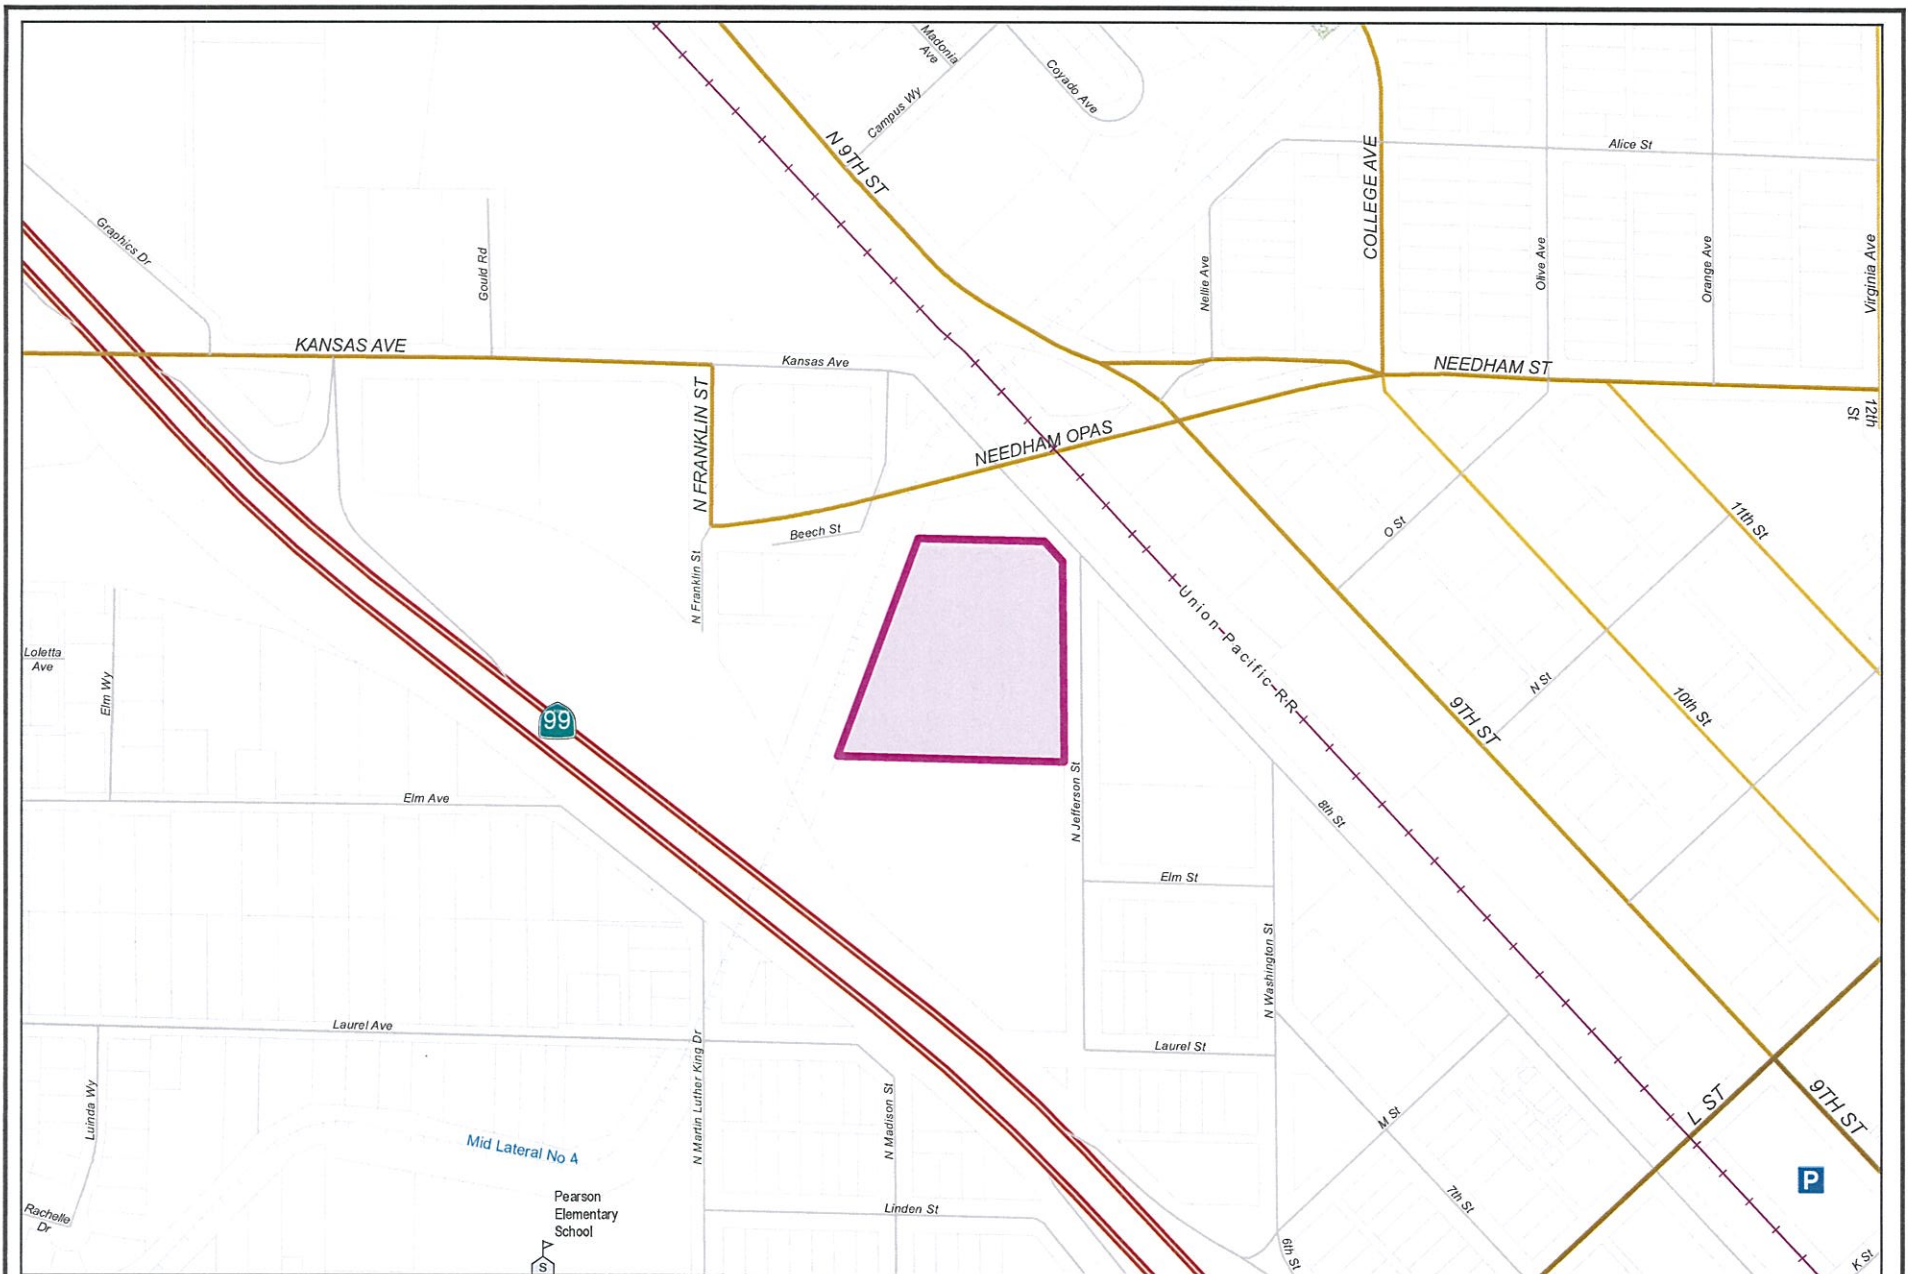 Madonia
Ave
Coyado Ave
Campus Wy
N 9TH ST
COLLEGE AVE
Alice St
Graphics Dr
Gould Rd
Nellie Ave
Olive Ave
Orange Ave
Virginia Ave
KANSAS AVE
Kansas Ave
NEEDHAM ST
12th
St
N FRANKLIN ST
NEEDHAM OPAS
Beech St
O St
11th St
N Franklin St
Union Pacific RR
Loletta
Ave
Elm Wy
99
N St
10th St
9TH ST
N Jefferson St
8th St
Elm Ave
Elm St
N Washington St
Laurel Ave
Laurel St
N Martin Luther King Dr
Luinda Wy
N Madison St
M St
L ST
9TH ST
Mid Lateral No 4
P
Pearson
Elementary
School
S
Rachelle
Dr
Linden St
7th St
6th St
K St